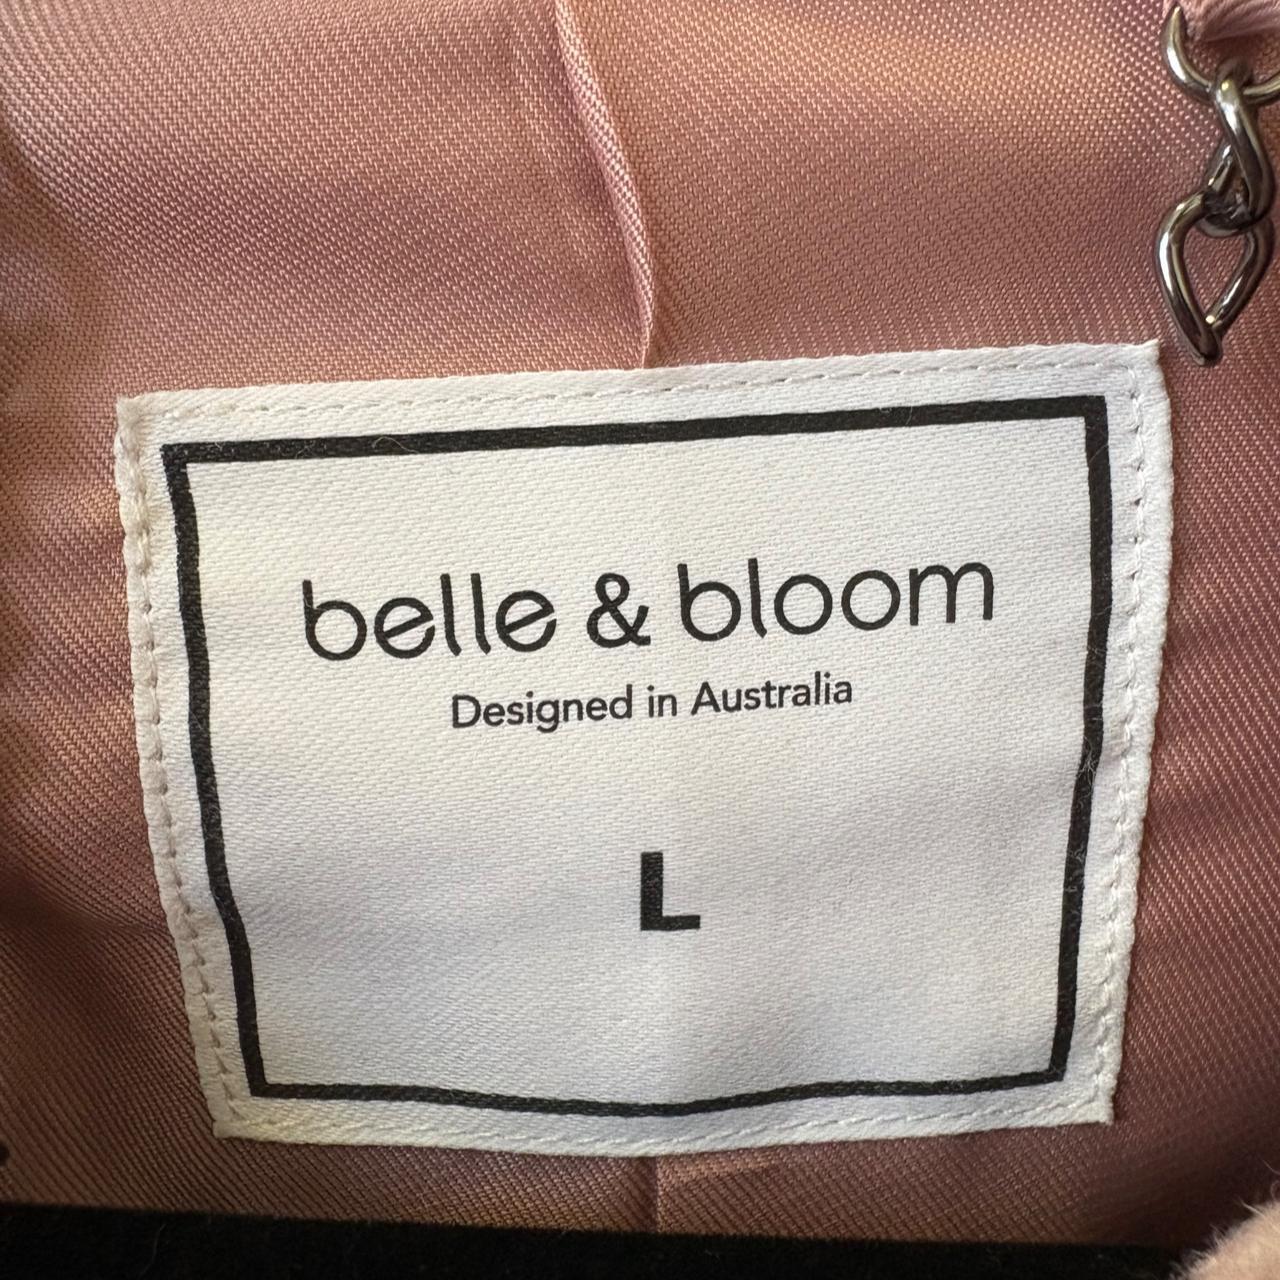 belle & bloom
Designed in Australia
L